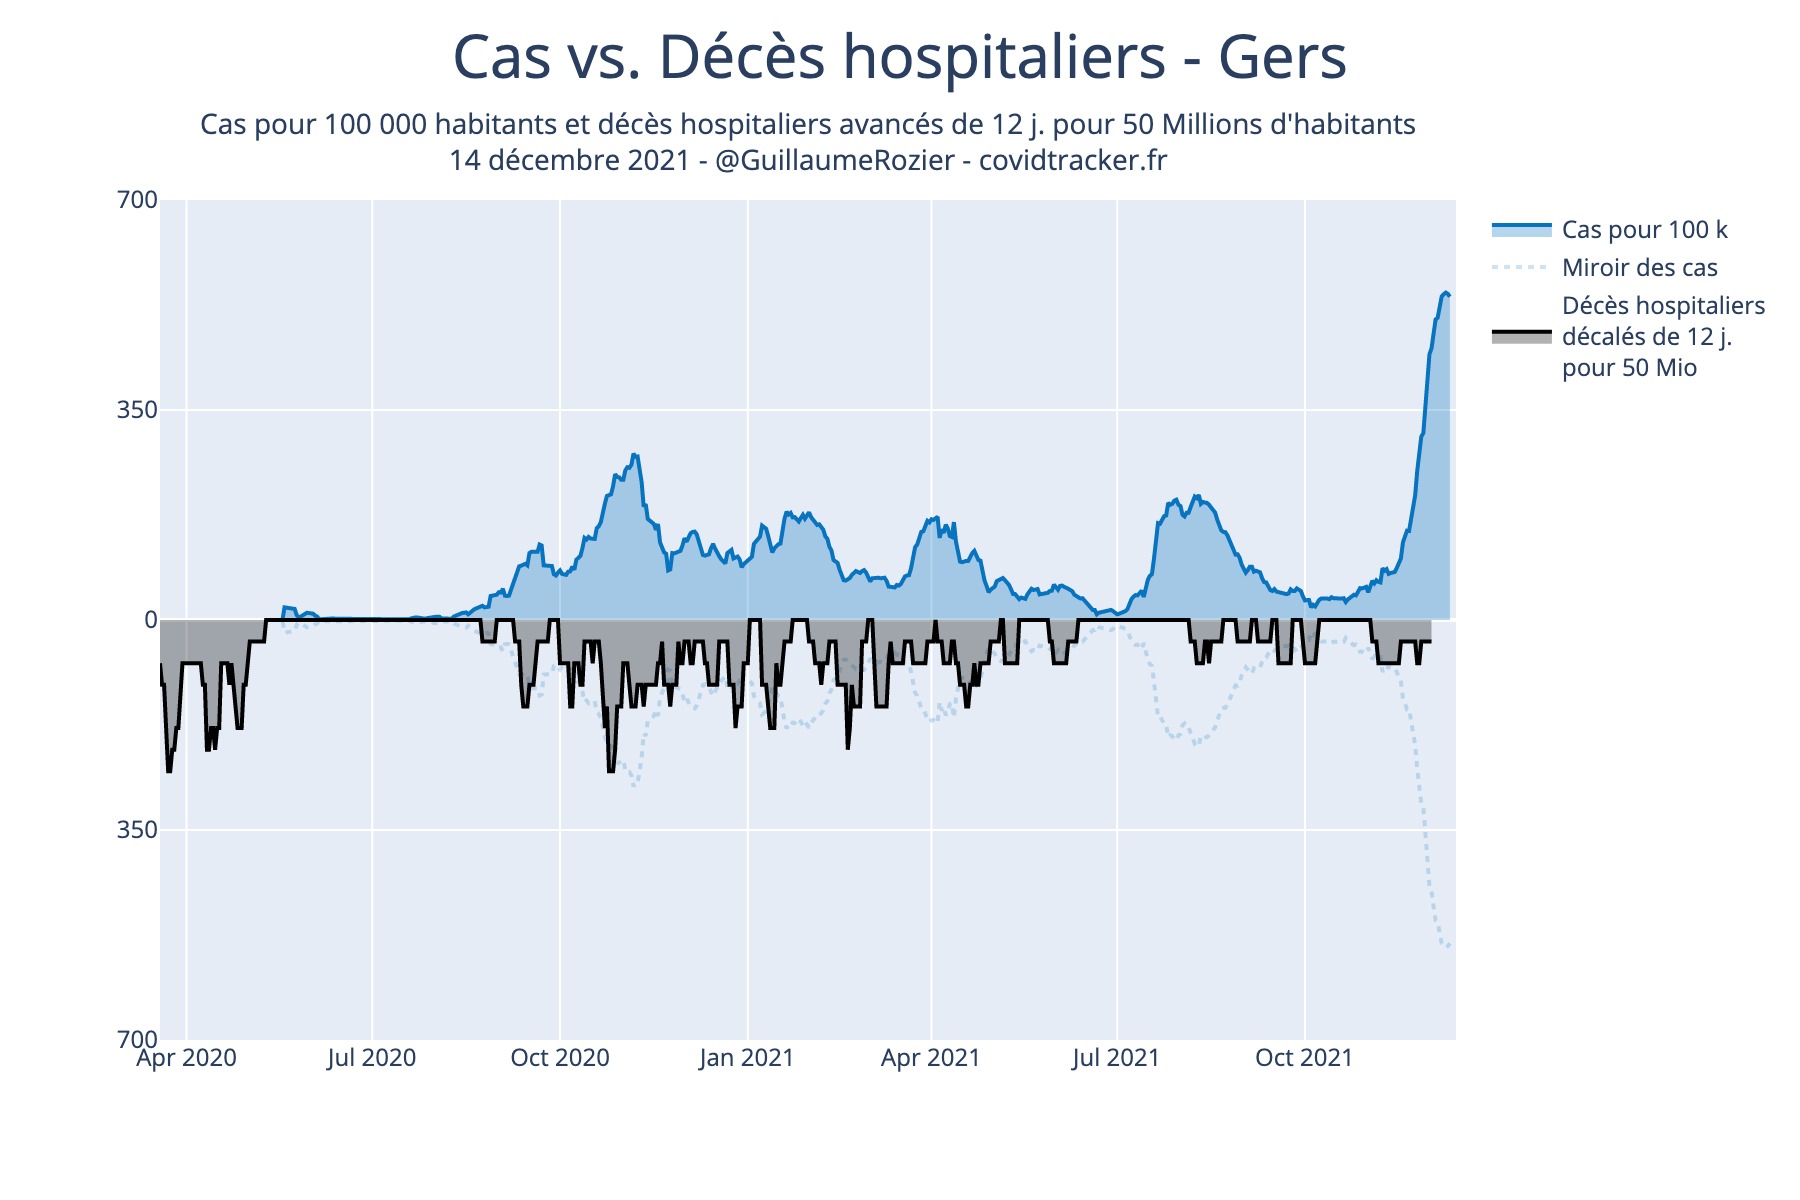 Cas vs. Décès hospitaliers - Gers
Cas pour 100 000 habitants et décès hospitaliers avancés de 12 j. pour 50 Millions d'habitants
14 décembre 2021 - @GuillaumeRozier - covidtracker.fr
700
350
0
350
700
Apr 2020
Jul 2020
Oct 2020
Jan 2021
Apr 2021
Jul 2021
Oct 2021
Cas pour 100 k
Miroir des cas
Décès hospitaliers
décalés de 12 j.
pour 50 Mio